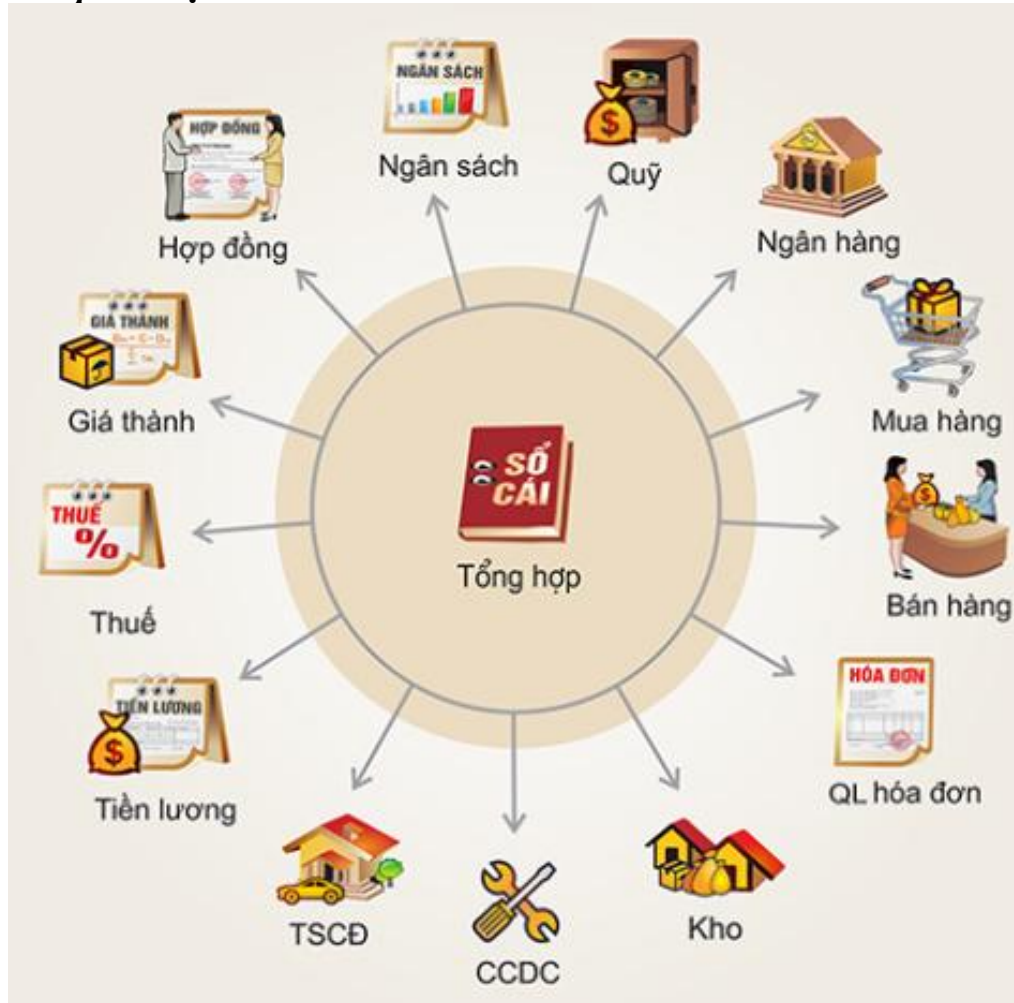 NGÂN SÁCH
Ngân sách
Quỹ
HỢP ĐỒNG
Hợp đồng
Ngân hàng
GIÁ THÀNH
Giá thành
Mua hàng
SỔ
CÁI
Tổng hợp
THUẾ
%
Thuế
Bán hàng
TIỀN LƯƠNG
Tiền lương
HÓA ĐƠN
QL hóa đơn
TSCĐ
CCDC
Kho